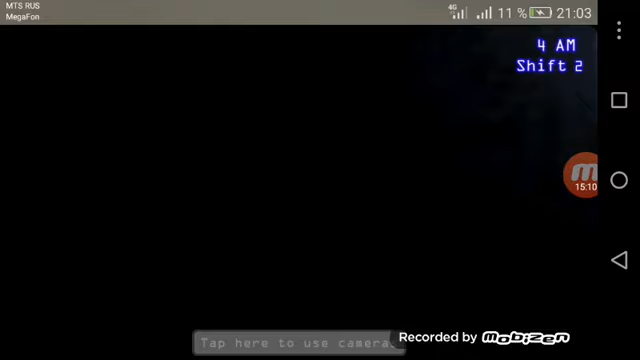 MTS RUS
MegaFon
4G
11 %
21:03
4 AM
Shift 2
15:10
Tap here to use camera
Recorded by Mobizen